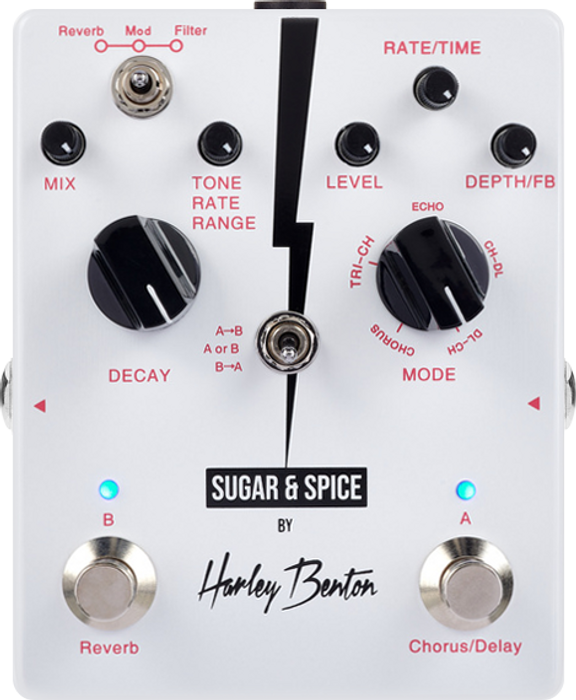 Reverb Mod Filter
RATE/TIME
MIX
TONE
RATE
RANGE
LEVEL
DEPTH/FB
ECHO
TRI-CH
CH-DL
CHORUS
DL-CH
A→B
A or B
B→A
DECAY
MODE
SUGAR & SPICE
BY
Harley Benton
B
A
Reverb
Chorus/Delay